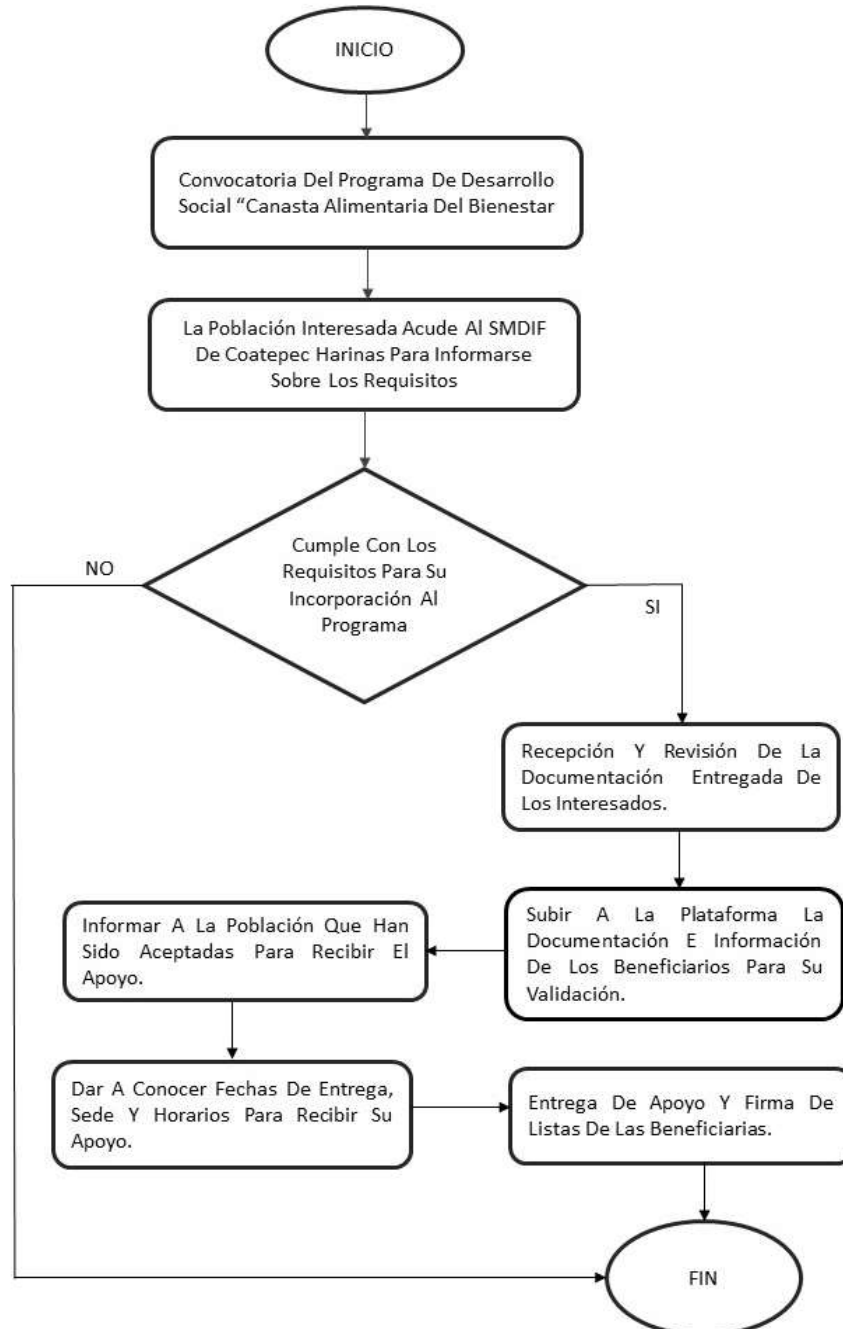 INICIO
Convocatoria Del Programa De Desarrollo
Social “Canasta Alimentaria Del Bienestar
La Población Interesada Acude Al SMDIF
De Coatepec Harinas Para Informarse
Sobre Los Requisitos
Cumple Con Los
Requisitos Para Su
Incorporación Al
Programa
NO
SI
Recepción Y Revisión De La
Documentación Entregada De
Los Interesados.
Subir A La Plataforma La
Documentación E Información
De Los Beneficiarios Para Su
Validación.
Informar A La Población Que Han
Sido Aceptadas Para Recibir El
Apoyo.
Dar A Conocer Fechas De Entrega,
Sede Y Horarios Para Recibir Su
Apoyo.
Entrega De Apoyo Y Firma De
Listas De Las Beneficiarias.
FIN